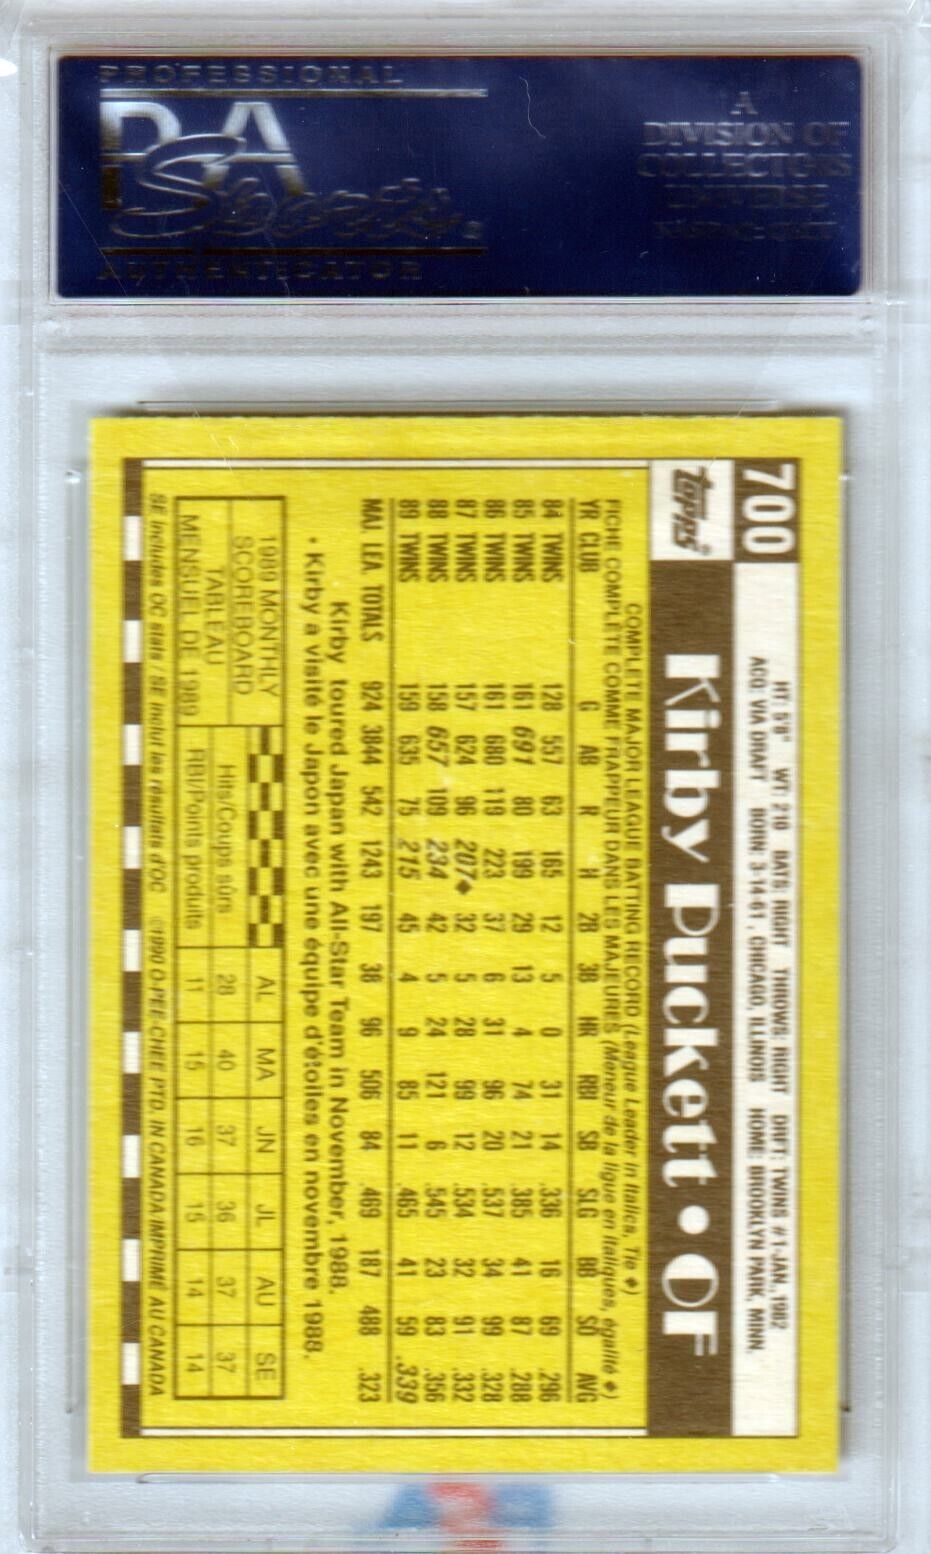 PROFESSIONAL
PSA
Sports
AUTHENTICATOR
A
DIVISION OF
COLLECTORS
UNIVERSE
NASDAQ: CLCT
700
HT: 5'8" WT: 210 BATS: RIGHT THROWS: RIGHT DRFT: TWINS #1-JAN., 1982
ACQ: VIA DRAFT BORN: 3-14-61, CHICAGO, ILLINOIS HOME: BROOKLYN PARK, MINN.
Topps® Kirby Puckett • OF
COMPLETE MAJOR LEAGUE BATTING RECORD (League Leader in Italics, Tie ♦)
FICHE COMPLETE COMME FRAPPEUR DANS LES MAJEURES (Meneur de la ligue en italiques, égalité ♦)
YR CLUB G AB R H 2B 3B HR RBI SB SLG BB SO AVG
84 TWINS 128 557 63 165 12 5 0 31 14 .336 16 69 .296
85 TWINS 161 691 80 199 29 13 4 74 21 .385 41 87 .288
86 TWINS 161 680 119 223 37 6 31 96 20 .537 34 99 .328
87 TWINS 157 624 96 207♦ 32 5 28 99 12 .534 32 91 .332
88 TWINS 158 657 109 234 42 5 24 121 6 .545 23 83 .356
89 TWINS 159 635 75 215 45 4 9 85 11 .465 41 59 .339
MAJ. LEA. TOTALS 924 3844 542 1243 197 38 96 506 84 .469 187 488 .323
Kirby toured Japan with All-Star Team in November, 1988.
• Kirby a visité le Japon avec une équipe d'étoiles en novembre 1988.
1989 MONTHLY
SCOREBOARD
TABLEAU
MENSUEL DE 1989
AL MA JN JL AU SE
Hits/Coups sûrs 28 40 37 36 37 37
RBI/Points produits 11 15 16 15 14 14
SE includes OC stats / SE inclut les résultats d'OC ©1990 O-PEE-CHEE PTD. IN CANADA IMPRIMÉ AU CANADA